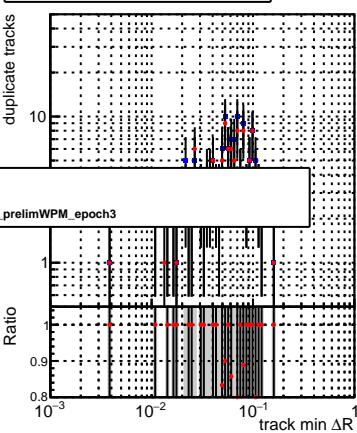 duplicate tracks
10
_prelimWPM_epoch3
1
Ratio
1
0.9
0.8
10−3 10−2 10−1 1
track min ΔR